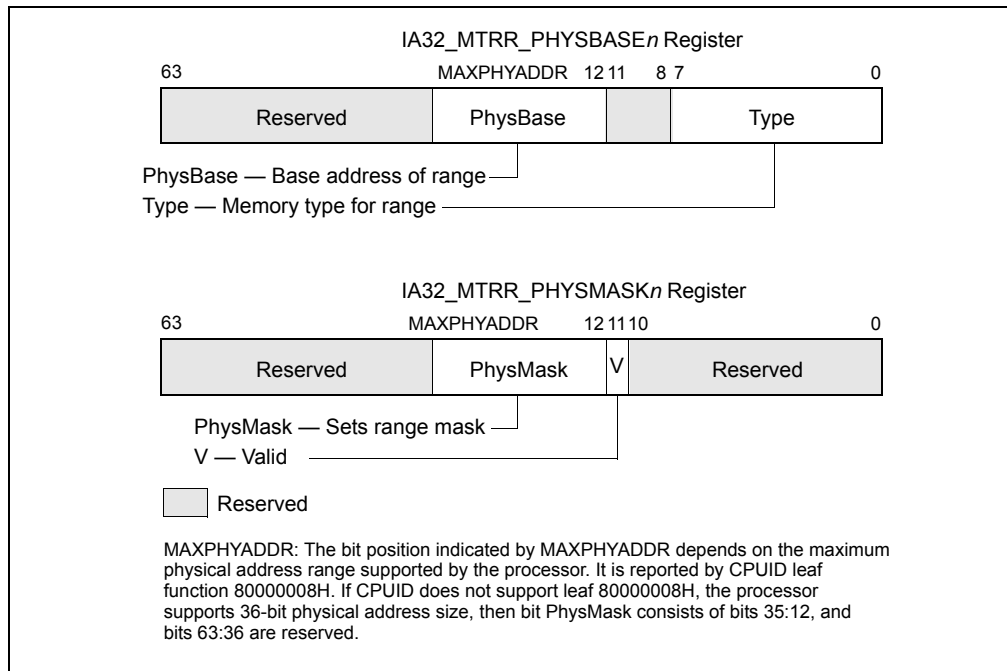 IA32_MTRR_PHYSBASEn Register
63 MAXPHYADDR 12 11 8 7 0
Reserved PhysBase Type
PhysBase — Base address of range
Type — Memory type for range
IA32_MTRR_PHYSMASKn Register
63 MAXPHYADDR 12 11 10 0
Reserved PhysMask V Reserved
PhysMask — Sets range mask
V — Valid
Reserved
MAXPHYADDR: The bit position indicated by MAXPHYADDR depends on the maximum
physical address range supported by the processor. It is reported by CPUID leaf
function 80000008H. If CPUID does not support leaf 80000008H, the processor
supports 36-bit physical address size, then bit PhysMask consists of bits 35:12, and
bits 63:36 are reserved.